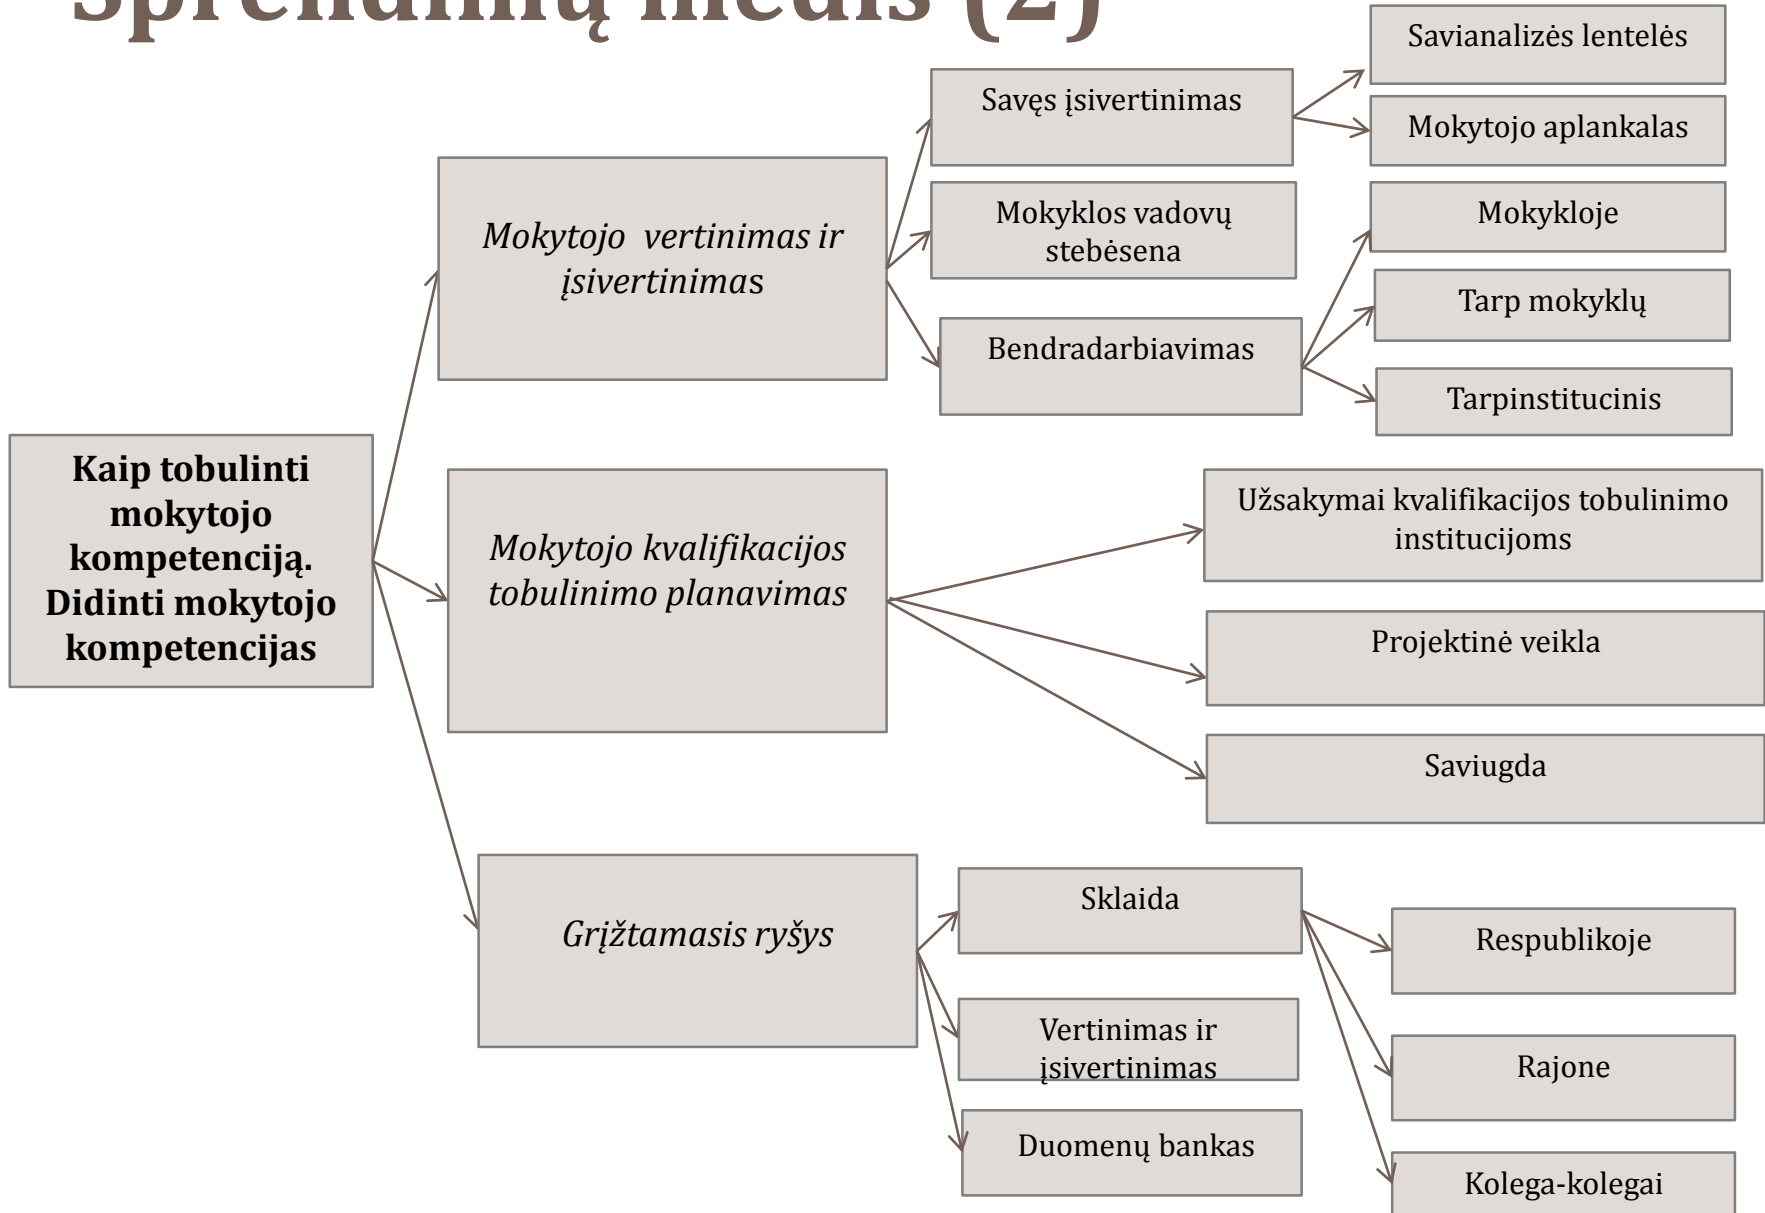 Sprendimų medis (2)
Savianalizės lentelės
Savęs įsivertinimas
Mokytojo aplankalas
Mokytojo vertinimas ir
įsivertinimas
Mokyklos vadovų
stebėsena
Mokykloje
Tarp mokyklų
Bendradarbiavimas
Tarpinstitucinis
Kaip tobulinti
mokytojo
kompetenciją.
Didinti mokytojo
kompetencijas
Mokytojo kvalifikacijos
tobulinimo planavimas
Užsakymai kvalifikacijos tobulinimo
institucijoms
Projektinė veikla
Saviugda
Grįžtamasis ryšys
Sklaida
Respublikoje
Vertinimas ir
įsivertinimas
Rajone
Duomenų bankas
Kolega-kolegai